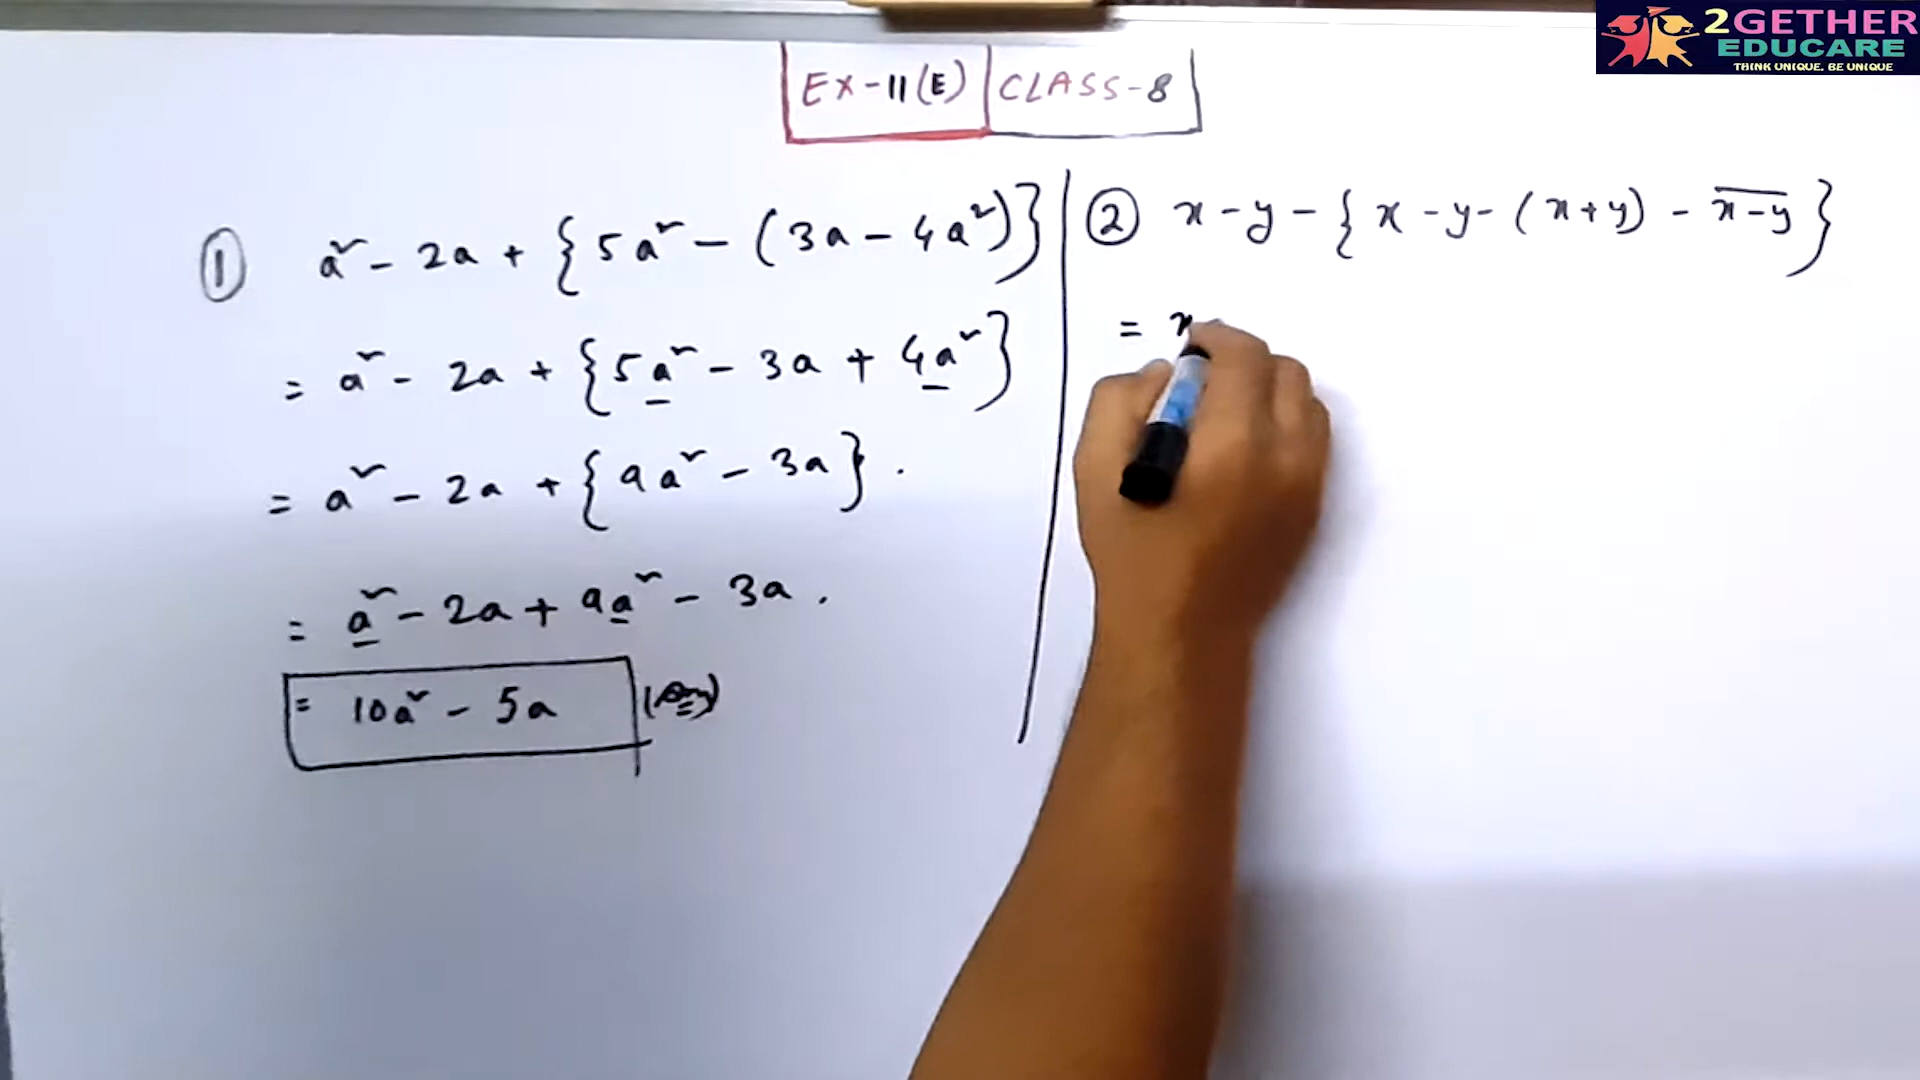 2GETHER
EDUCARE
THINK UNIQUE. BE UNIQUE
EX-11(E) CLASS-8
① a² - 2a + {5a² - (3a - 4a²)}
= a² - 2a + {5a² - 3a + 4a²}
= a² - 2a + {9a² - 3a}.
= a² - 2a + 9a² - 3a.
= 10a² - 5a (Ans)
② x - y - {x - y - (x + y) - x̅ ̅-̅ ̅y̅}
= x